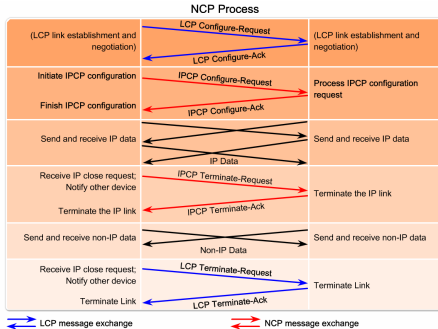 NCP Process
(LCP link establishment and
negotiation)
LCP Configure-Request
LCP Configure-Ack
(LCP link establishment and
negotiation)
Initiate IPCP configuration
Finish IPCP configuration
IPCP Configure-Request
IPCP Configure-Ack
Process IPCP configuration
request
Send and receive IP data
IP Data
Send and receive IP data
Receive IP close request;
Notify other device
Terminate the IP link
IPCP Terminate-Request
IPCP Terminate-Ack
Terminate the IP link
Send and receive non-IP data
Non-IP Data
Send and receive non-IP data
Receive IP close request;
Notify other device
Terminate Link
LCP Terminate-Request
LCP Terminate-Ack
Terminate Link
LCP message exchange
NCP message exchange